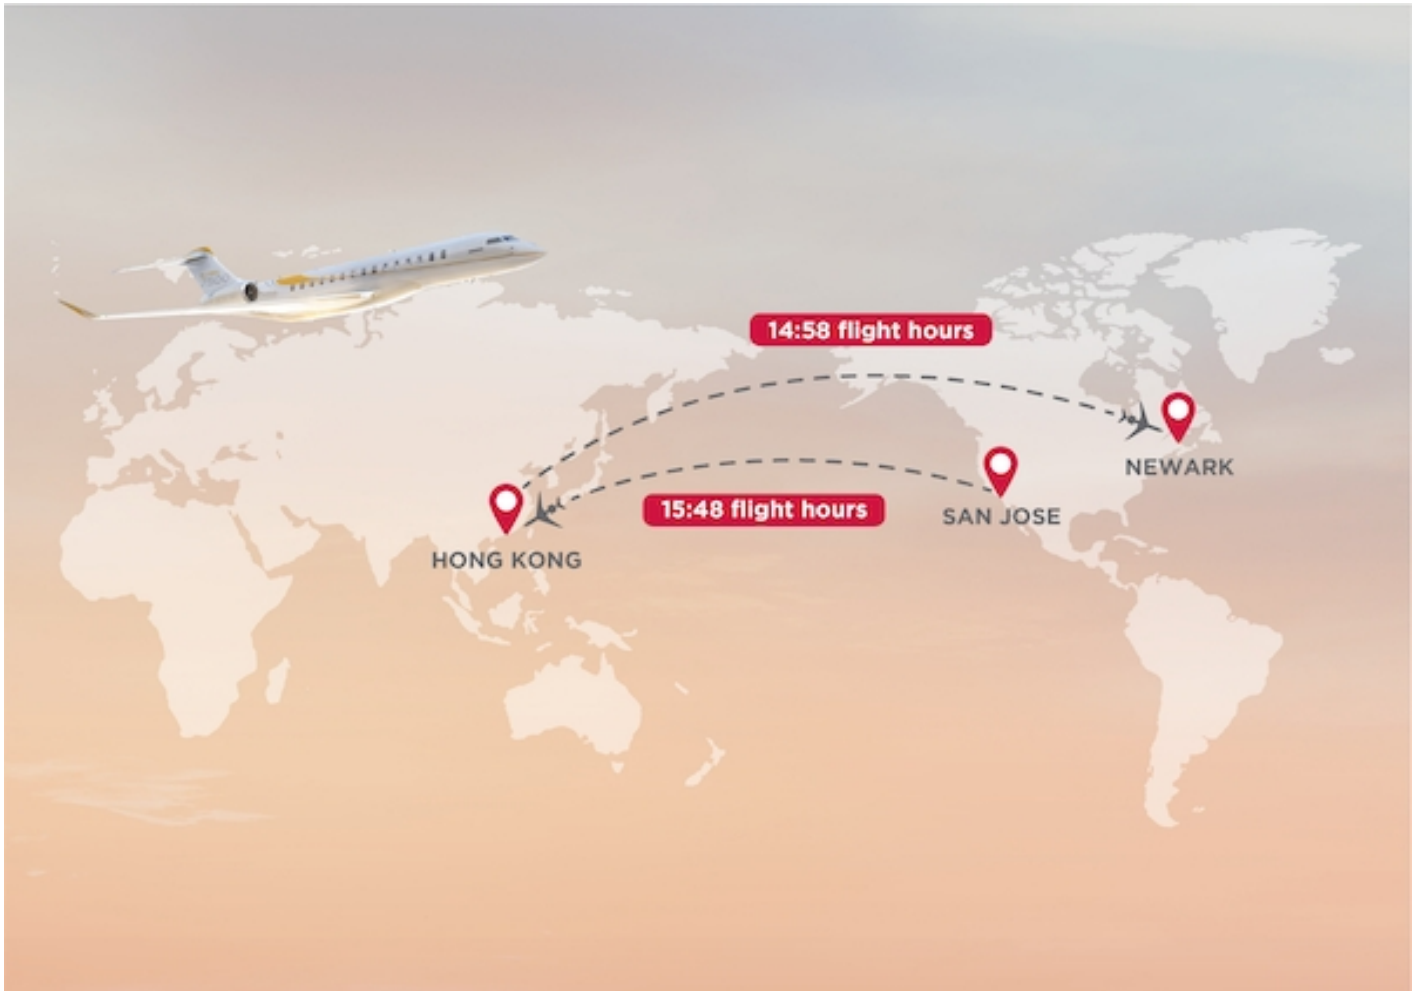 14:58 flight hours
NEWARK
15:48 flight hours
SAN JOSE
HONG KONG